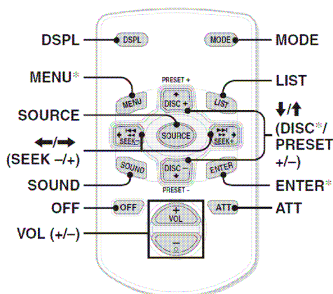 DSPL
DSPL
MODE
MODE
MENU*
PRESET +
LIST
MENU
DISC +
LIST
SOURCE
↓/↑
(DISC*/
PRESET
+/–)
←/→
(SEEK –/+)
SEEK–
SOURCE
SEEK+
SOUND
SOUND
DISC –
ENTER
ENTER*
PRESET –
OFF
OFF
+
VOL
–
ATT
ATT
VOL (+/–)